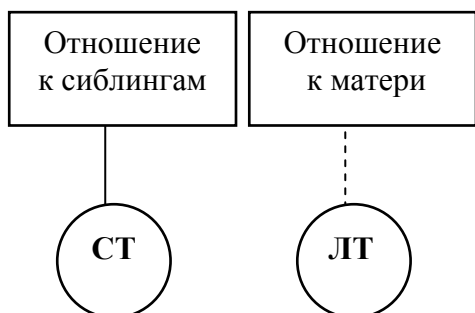 Отношение
к сиблингам
Отношение
к матери
СТ
ЛТ